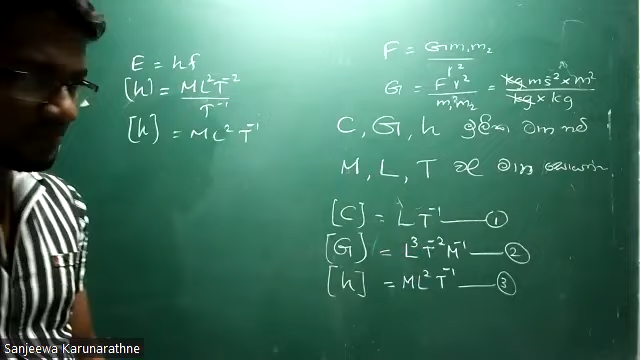 E = hf
[h] = ML²T⁻² / T⁻¹
[h] = ML²T⁻¹
F = Gm₁m₂ / r²
G = Fr² / m₁m₂ = kg m s⁻² × m² / kg × kg
C, G, h
M, L, T
[C] = LT⁻¹ — ①
[G] = L³T⁻²M⁻¹ — ②
[h] = ML²T⁻¹ — ③
Sanjeewa Karunarathne